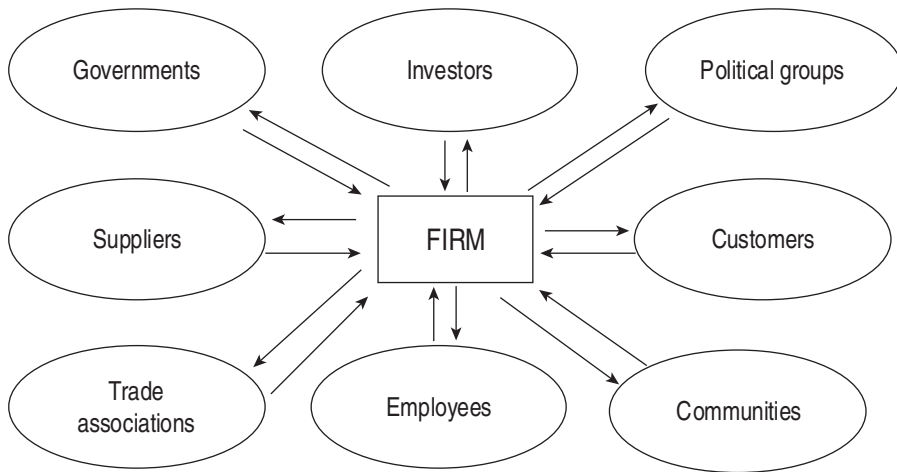 Governments
Investors
Political groups
Suppliers
FIRM
Customers
Trade
associations
Employees
Communities